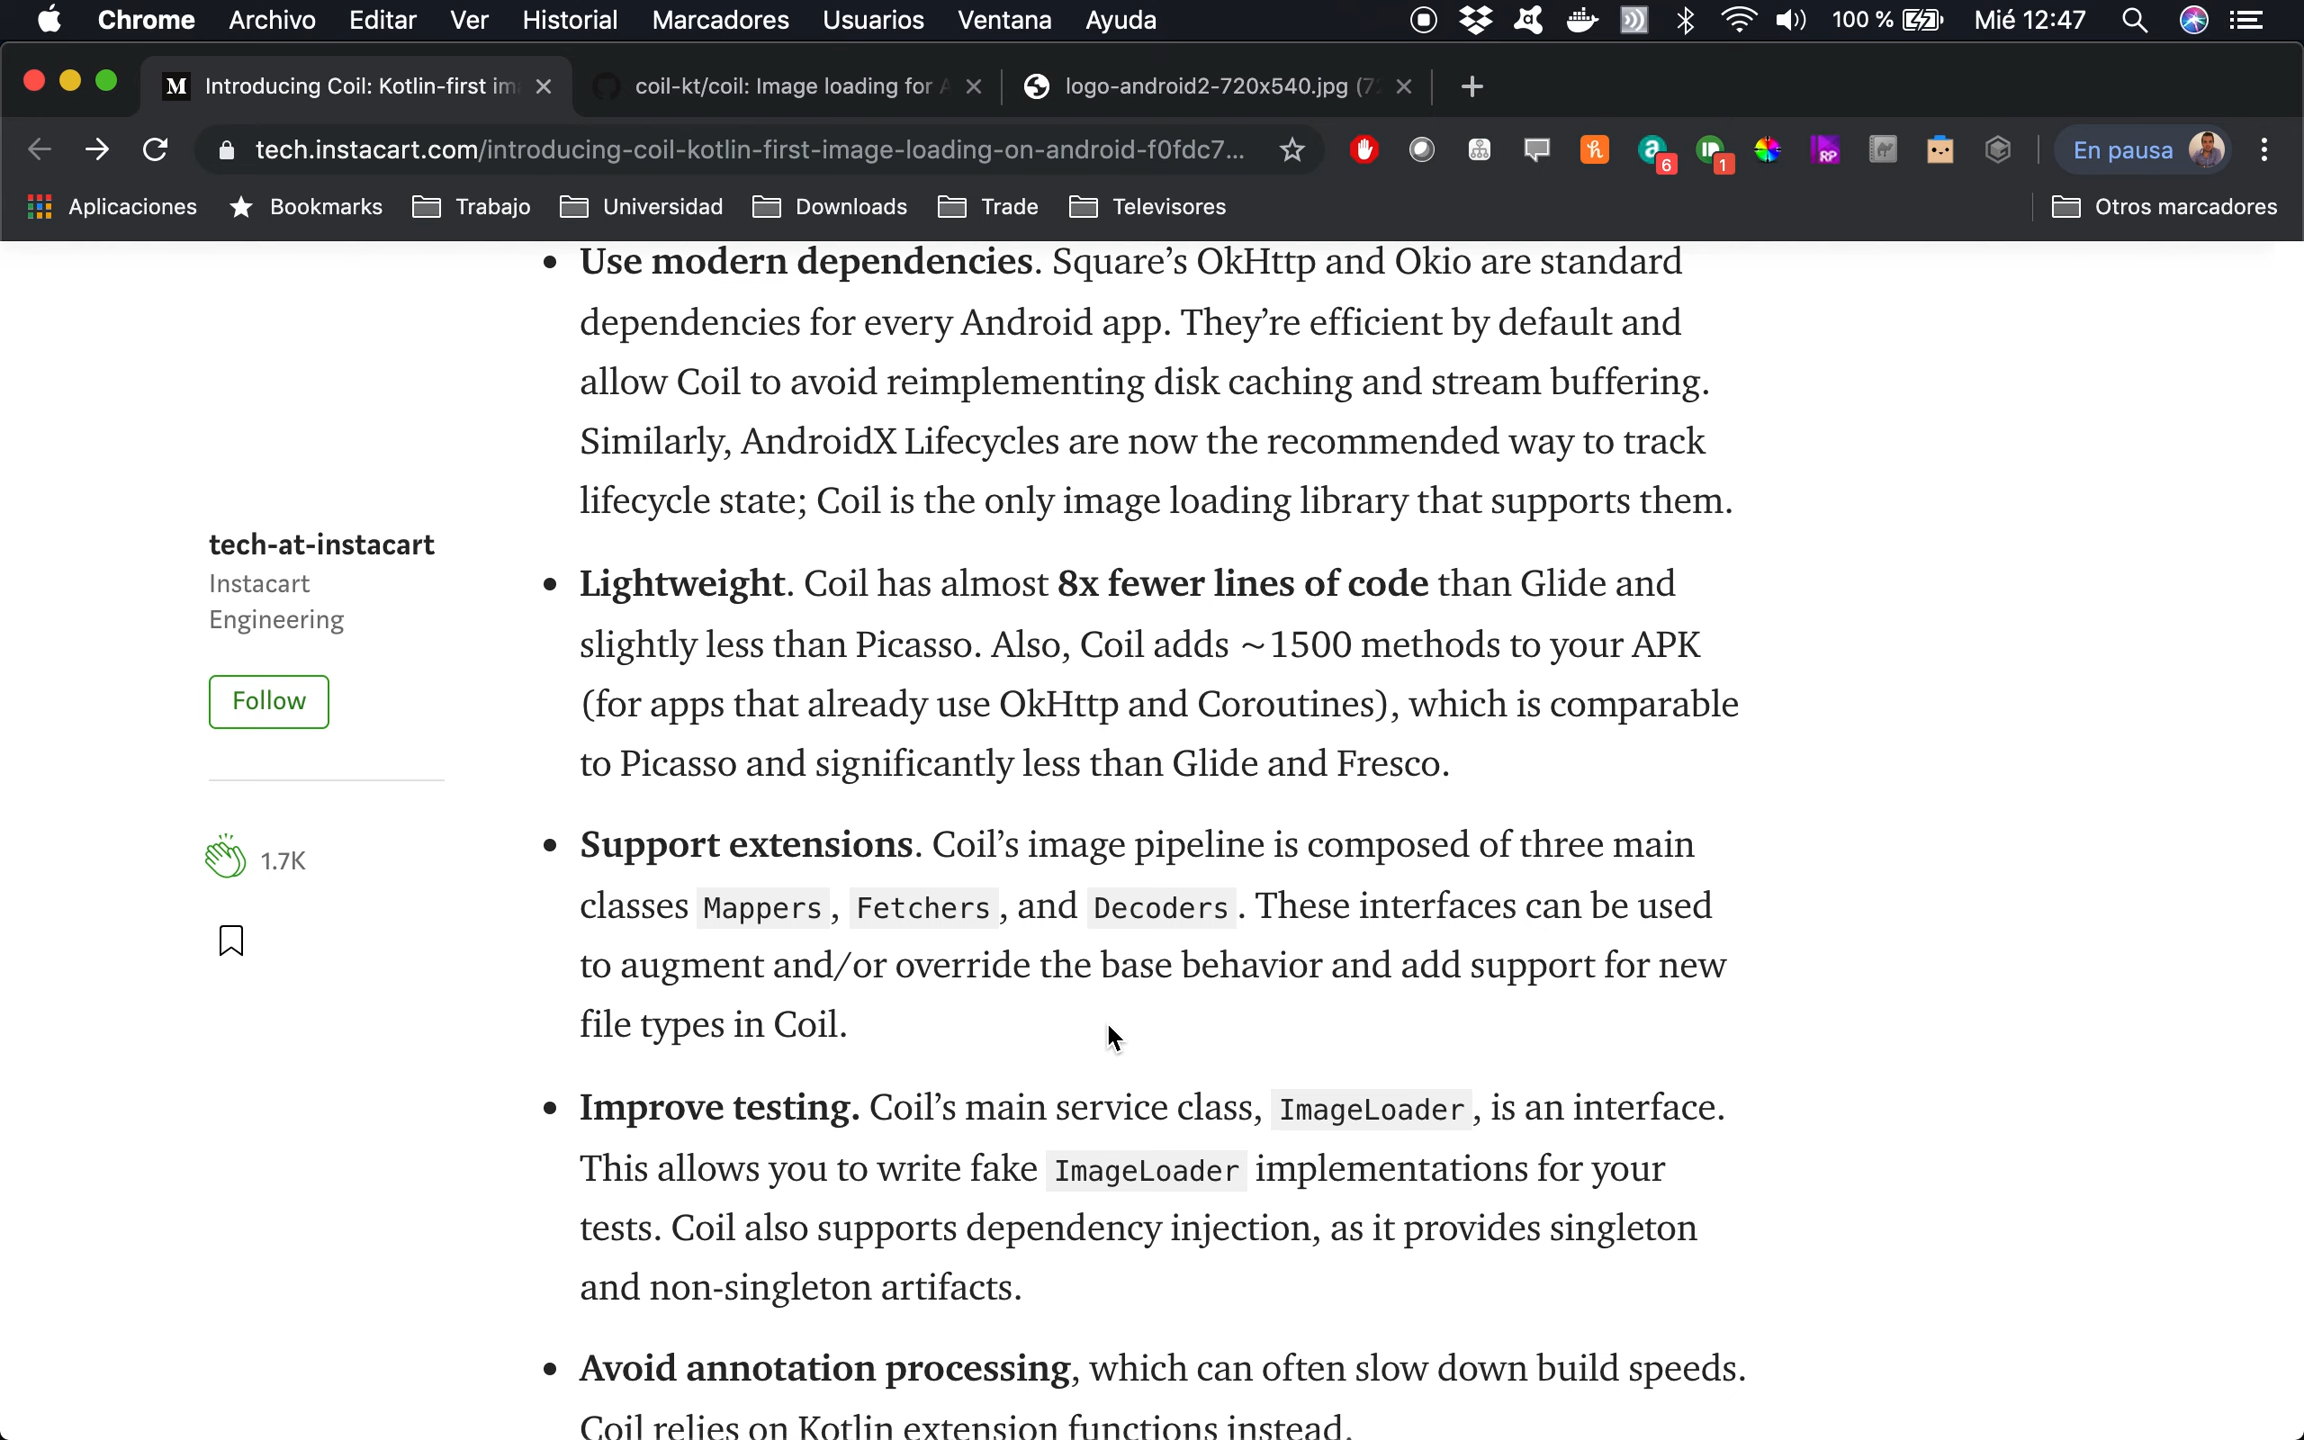 Chrome Archivo Editar Ver Historial Marcadores Usuarios Ventana Ayuda 100 % Mié 12:47
M Introducing Coil: Kotlin-first im coil-kt/coil: Image loading for A logo-android2-720x540.jpg (7
tech.instacart.com/introducing-coil-kotlin-first-image-loading-on-android-f0fdc7... h a 6 1 RP En pausa
Aplicaciones Bookmarks Trabajo Universidad Downloads Trade Televisores Otros marcadores
• Use modern dependencies. Square’s OkHttp and Okio are standard
dependencies for every Android app. They’re efficient by default and
allow Coil to avoid reimplementing disk caching and stream buffering.
Similarly, AndroidX Lifecycles are now the recommended way to track
lifecycle state; Coil is the only image loading library that supports them.
tech-at-instacart
Instacart
Engineering
Follow
1.7K
• Lightweight. Coil has almost 8x fewer lines of code than Glide and
slightly less than Picasso. Also, Coil adds ~1500 methods to your APK
(for apps that already use OkHttp and Coroutines), which is comparable
to Picasso and significantly less than Glide and Fresco.
• Support extensions. Coil’s image pipeline is composed of three main
classes Mappers, Fetchers, and Decoders. These interfaces can be used
to augment and/or override the base behavior and add support for new
file types in Coil.
• Improve testing. Coil’s main service class, ImageLoader, is an interface.
This allows you to write fake ImageLoader implementations for your
tests. Coil also supports dependency injection, as it provides singleton
and non-singleton artifacts.
• Avoid annotation processing, which can often slow down build speeds.
Coil relies on Kotlin extension functions instead.